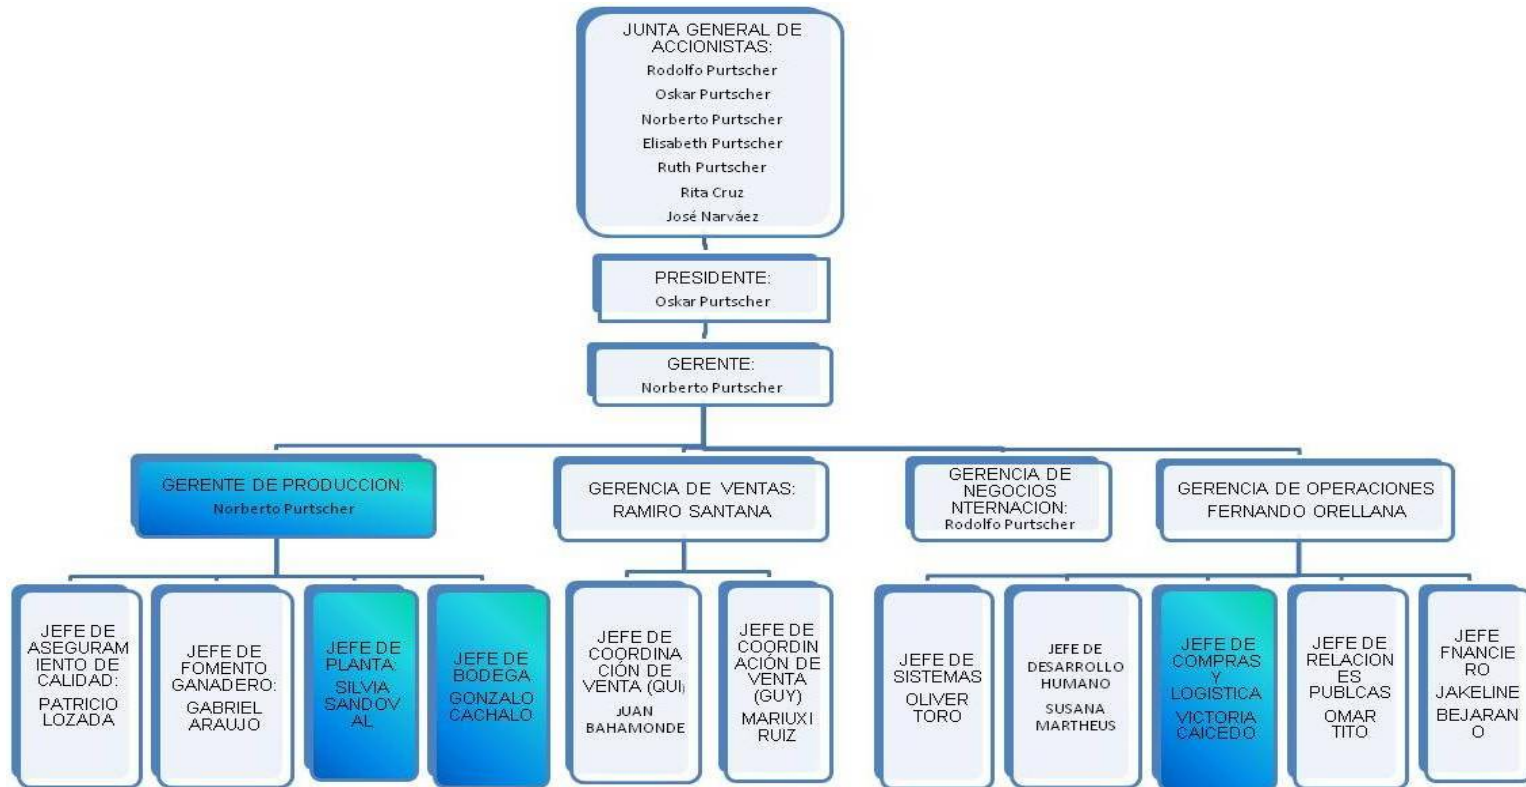 JUNTA GENERAL DE
ACCIONISTAS:
Rodolfo Purtscher
Oskar Purtscher
Norberto Purtscher
Elisabeth Purtscher
Ruth Purtscher
Rita Cruz
José Narváez
PRESIDENTE:
Oskar Purtscher
GERENTE:
Norberto Purtscher
GERENTE DE PRODUCCION:
Norberto Purtscher
GERENCIA DE VENTAS:
RAMIRO SANTANA
GERENCIA DE
NEGOCIOS
NTERNACION:
Rodolfo Purtscher
GERENCIA DE OPERACIONES
FERNANDO ORELLANA
JEFE DE
ASEGURAM
IENTO DE
CALIDAD:
PATRICIO
LOZADA
JEFE DE
FOMENTO
GANADERO:
GABRIEL
ARAUJO
JEFE DE
PLANTA:
SILVIA
SANDOV
AL
JEFE DE
BODEGA
GONZALO
CACHALO
JEFE DE
COORDINA
CIÓN DE
VENTA (QUI)
JUAN
BAHAMONDE
JEFE DE
COORDIN
ACIÓN DE
VENTA
(GUY)
MARIUXI
RUIZ
JEFE DE
SISTEMAS
OLIVER
TORO
JEFE DE
DESARROLLO
HUMANO
SUSANA
MARTHEUS
JEFE DE
COMPRAS
Y
LOGISTICA
VICTORIA
CAICEDO
JEFE DE
RELACION
ES
PUBLCAS
OMAR
TITO
JEFE
FNANCIE
RO
JAKELINE
BEJARAN
O